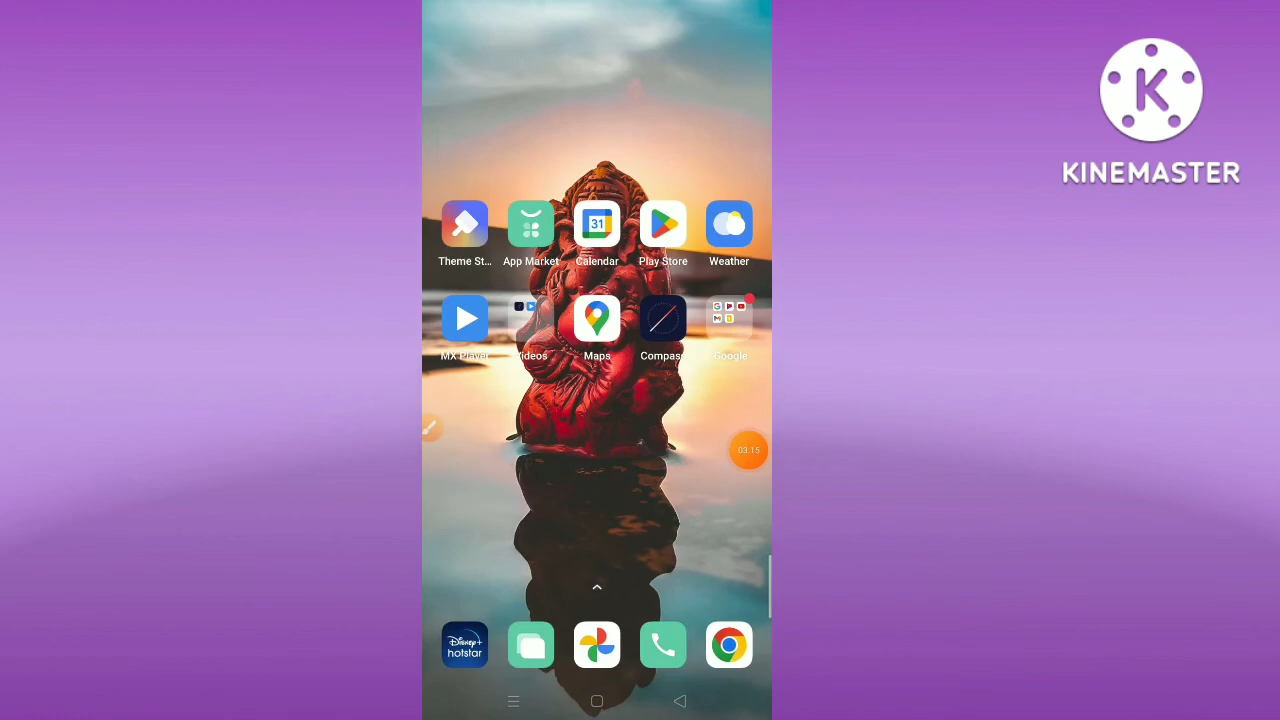 K
KINEMASTER
31
Theme St...
App Market
Calendar
Play Store
Weather
MX Player
Videos
Maps
Compass
Google
03:15
Disney+
hotstar